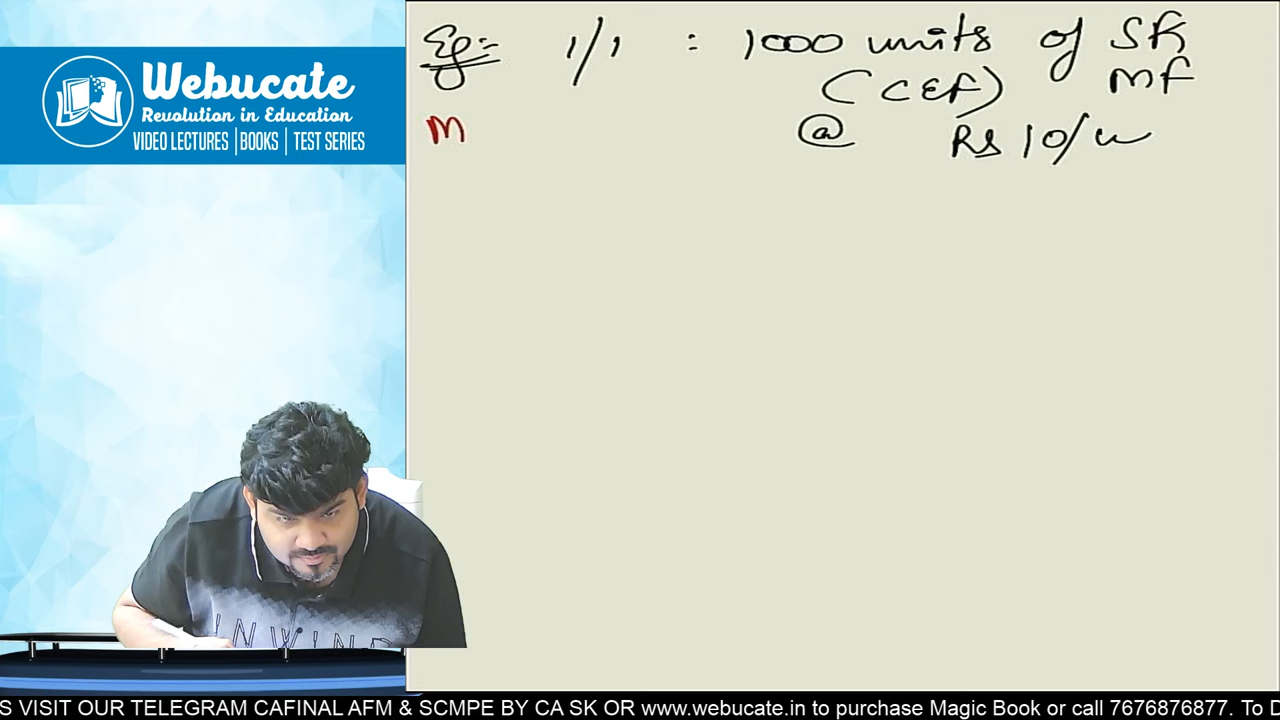 Webucate
Revolution in Education
VIDEO LECTURES | BOOKS | TEST SERIES
Eg:- 1/1 : 1000 units of SK MF
(CEF)
@ Rs 10/u
M
S VISIT OUR TELEGRAM CAFINAL AFM & SCMPE BY CA SK OR www.webucate.in to purchase Magic Book or call 7676876877. To D